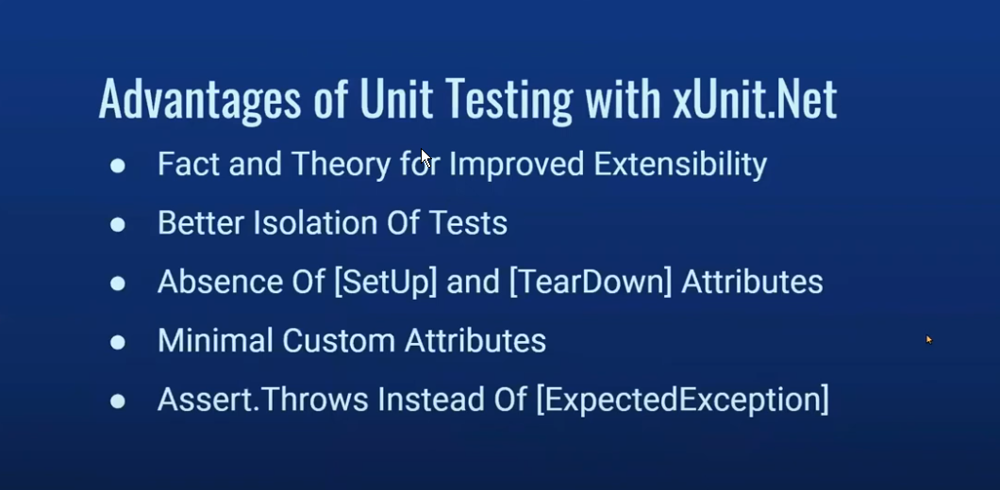 Advantages of Unit Testing with xUnit.Net
● Fact and Theory for Improved Extensibility
● Better Isolation Of Tests
● Absence Of [SetUp] and [TearDown] Attributes
● Minimal Custom Attributes
● Assert.Throws Instead Of [ExpectedException]